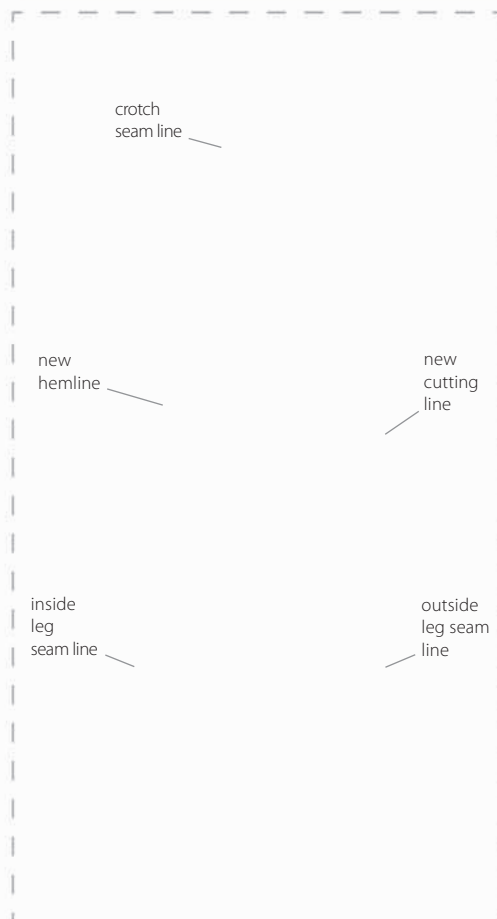 crotch
seam line
new
hemline
new
cutting
line
inside
leg
seam line
outside
leg seam
line